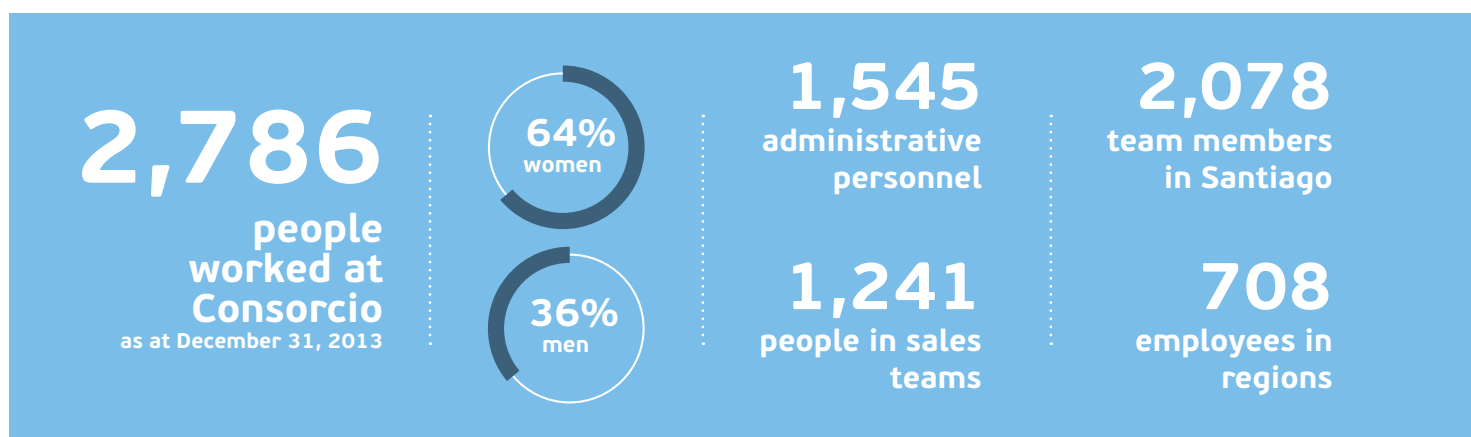 2,786
people
worked at
Consorcio
as at December 31, 2013
64%
women
36%
men
1,545
administrative
personnel
1,241
people in sales
teams
2,078
team members
in Santiago
708
employees in
regions